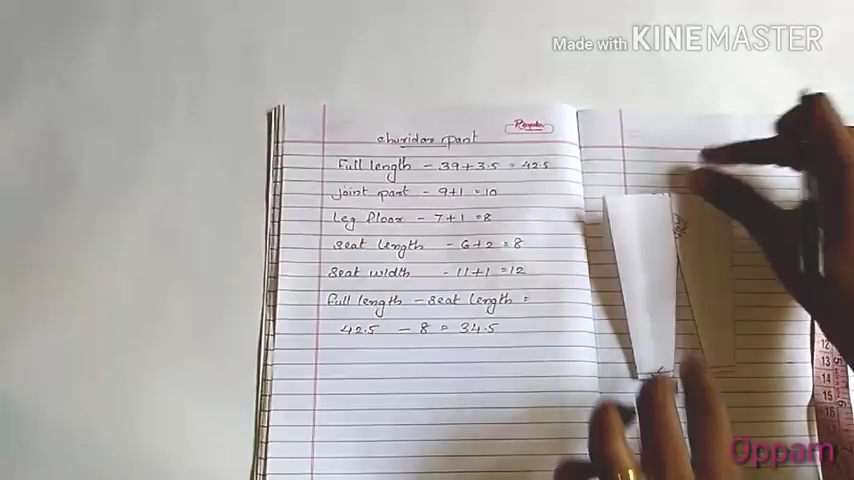 Made with KINEMASTER
churidar pant
Full length - 39+3.5 = 42.5
joint part - 9+1 = 10
Leg floor - 7+1 = 8
seat length - 6+2 = 8
seat width - 11+1 = 12
Full length - seat length =
42.5 - 8 = 34.5
12
13
14
15
16
Oppam